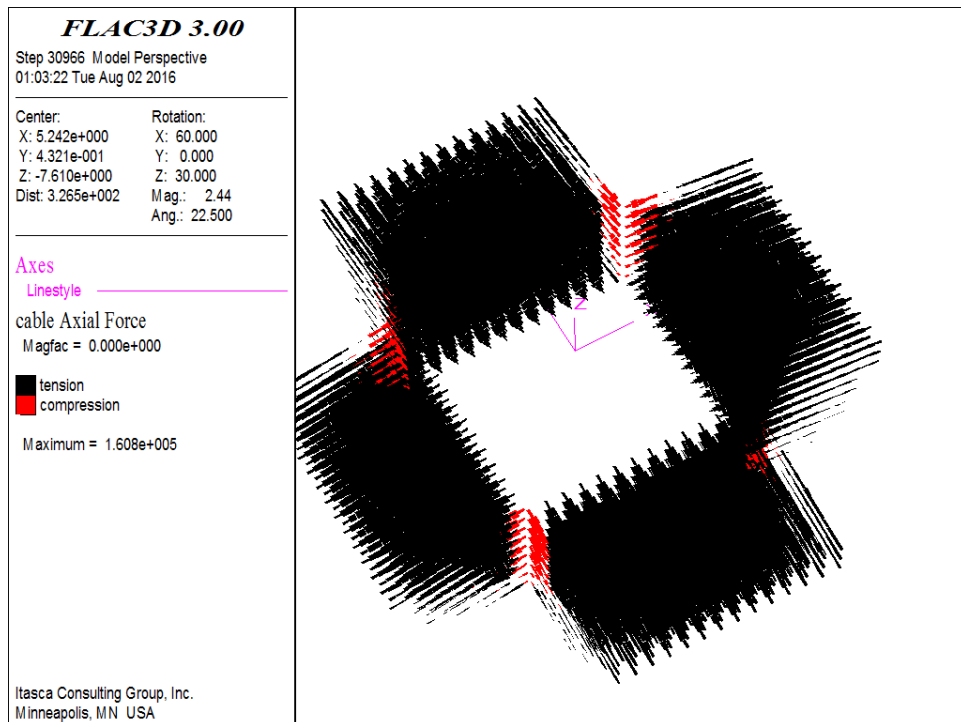 FLAC3D 3.00
Step 30966 Model Perspective
01:03:22 Tue Aug 02 2016
Center: Rotation:
X: 5.242e+000 X: 60.000
Y: 4.321e-001 Y: 0.000
Z: -7.610e+000 Z: 30.000
Dist: 3.265e+002 Mag.: 2.44
Ang.: 22.500
Axes
Linestyle
cable Axial Force
Magfac = 0.000e+000
tension
compression
Maximum = 1.608e+005
Itasca Consulting Group, Inc.
Minneapolis, MN USA
Z